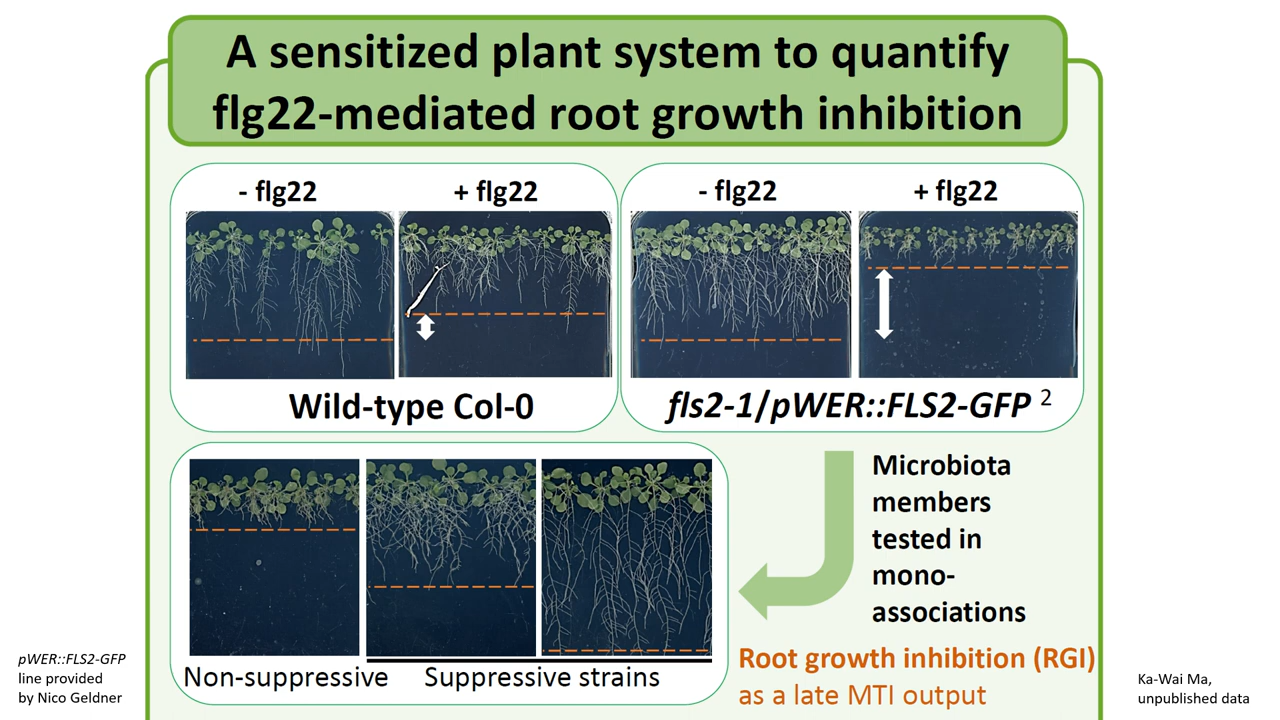 A sensitized plant system to quantify
flg22-mediated root growth inhibition
- flg22
+ flg22
- flg22
+ flg22
Wild-type Col-0
fls2-1/pWER::FLS2-GFP 2
Microbiota
members
tested in
mono-
associations
Non-suppressive
Suppressive strains
Root growth inhibition (RGI)
as a late MTI output
pWER::FLS2-GFP
line provided
by Nico Geldner
Ka-Wai Ma,
unpublished data